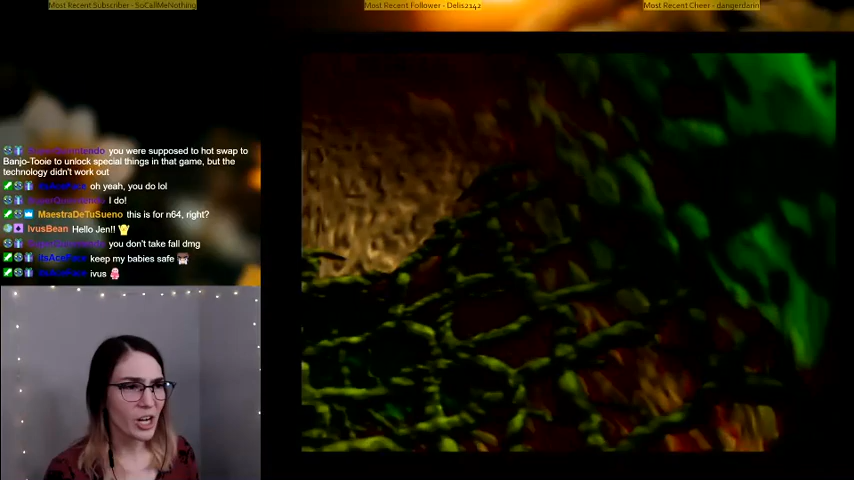 Most Recent Subscriber - SoCallMeNothing
Most Recent Follower - Delis2142
Most Recent Cheer - dangerdarin
you were supposed to hot swap to
Banjo-Tooie to unlock special things in that game, but the
technology didn't work out
oh yeah, you do lol
I do!
MaestraDeTuSueno this is for n64, right?
IvusBean Hello Jen!!
you don't take fall dmg
itsAcePace keep my babies safe
itsAcePace ivus